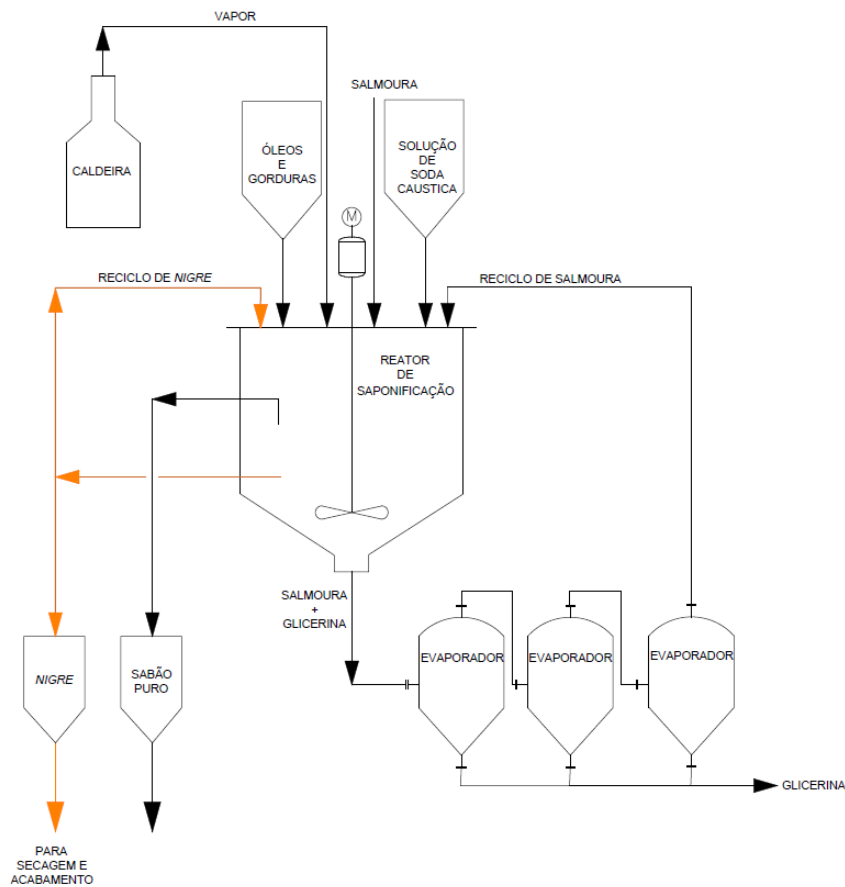 VAPOR
SALMOURA
ÓLEOS
E
GORDURAS
SOLUÇÃO
DE
SODA
CAUSTICA
CALDEIRA
M
RECICLO DE NIGRE
RECICLO DE SALMOURA
REATOR
DE
SAPONIFICAÇÃO
SALMOURA
+
GLICERINA
EVAPORADOR
EVAPORADOR
EVAPORADOR
NIGRE
SABÃO
PURO
GLICERINA
PARA
SECAGEM E
ACABAMENTO